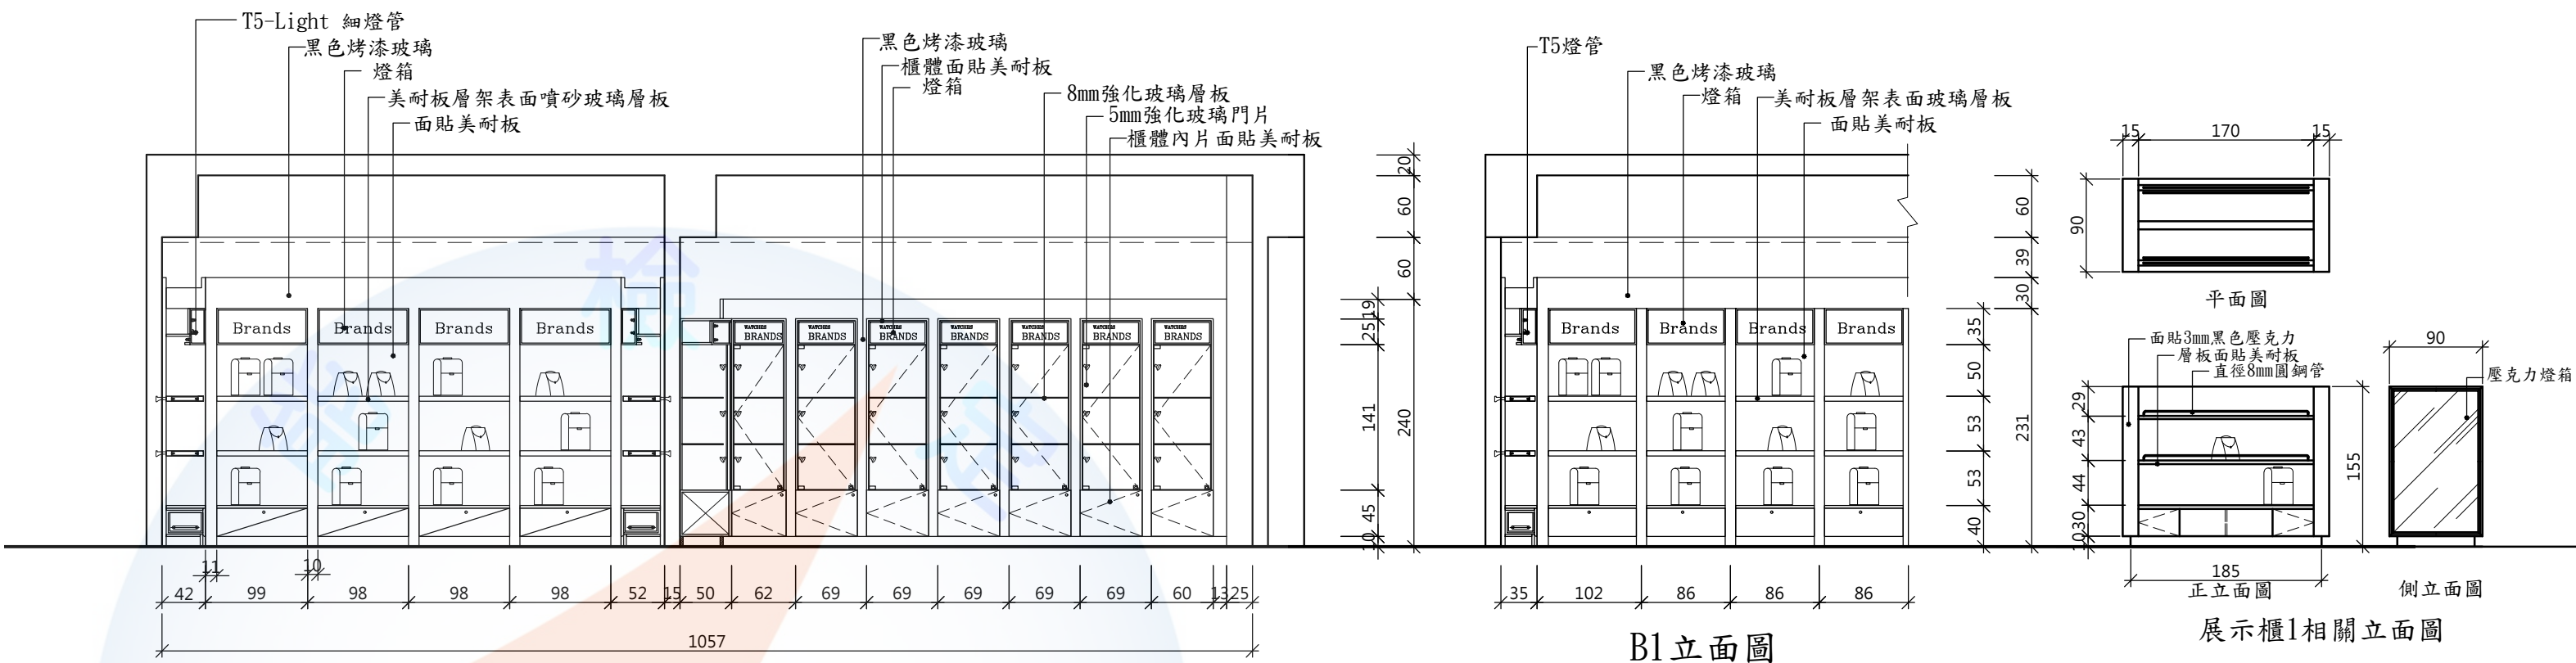 T5-Light 細燈管
黑色烤漆玻璃
燈箱
美耐板層架表面噴砂玻璃層板
面貼美耐板
黑色烤漆玻璃
櫃體面貼美耐板
燈箱
8mm強化玻璃層板
5mm強化玻璃門片
櫃體內片面貼美耐板
Brands
Brands
Brands
Brands
WATCHES
BRANDS
WATCHES
BRANDS
WATCHES
BRANDS
WATCHES
BRANDS
WATCHES
BRANDS
WATCHES
BRANDS
WATCHES
BRANDS
20
60
60
19
25
141
240
45
10
11
10
42 99 98 98 98 52 15 50 62 69 69 69 69 69 60 13 25
1057
T5燈管
黑色烤漆玻璃
燈箱
美耐板層架表面玻璃層板
面貼美耐板
Brands
Brands
Brands
Brands
60
39
30
35
50
53
53
40
231
35 102 86 86 86
B1立面圖
15 170 15
90
平面圖
面貼3mm黑色壓克力
層板面貼美耐板
直徑8mm圓鋼管
29
43
44
30
10
155
185
正立面圖
90
壓克力燈箱
側立面圖
展示櫃1相關立面圖
檢